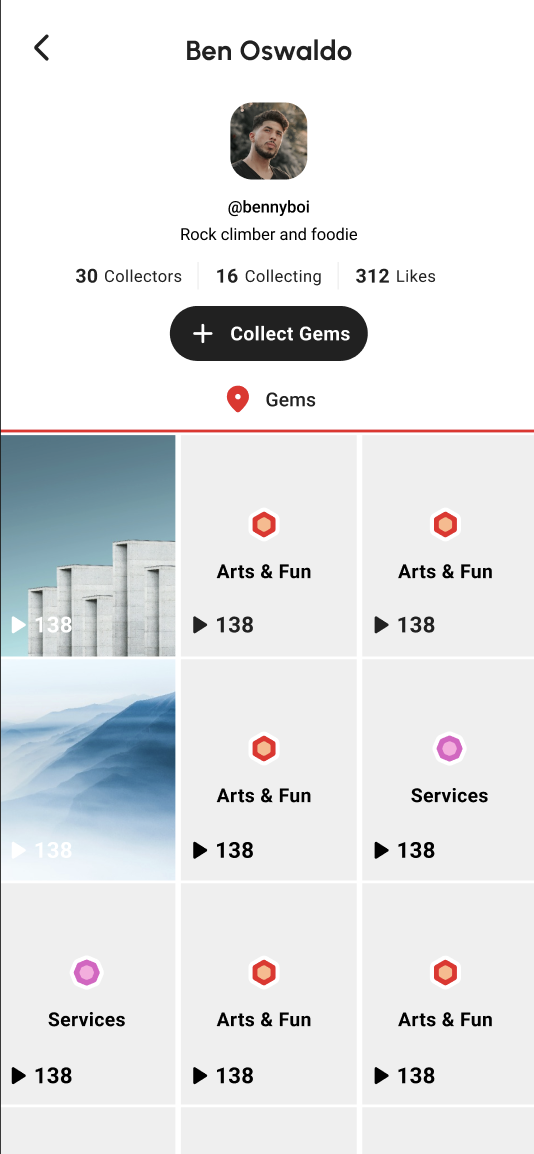 Ben Oswaldo
@bennyboi
Rock climber and foodie
30 Collectors 16 Collecting 312 Likes
+ Collect Gems
Gems
Arts & Fun Arts & Fun
138 138 138
Arts & Fun Services
138 138 138
Services Arts & Fun Arts & Fun
138 138 138